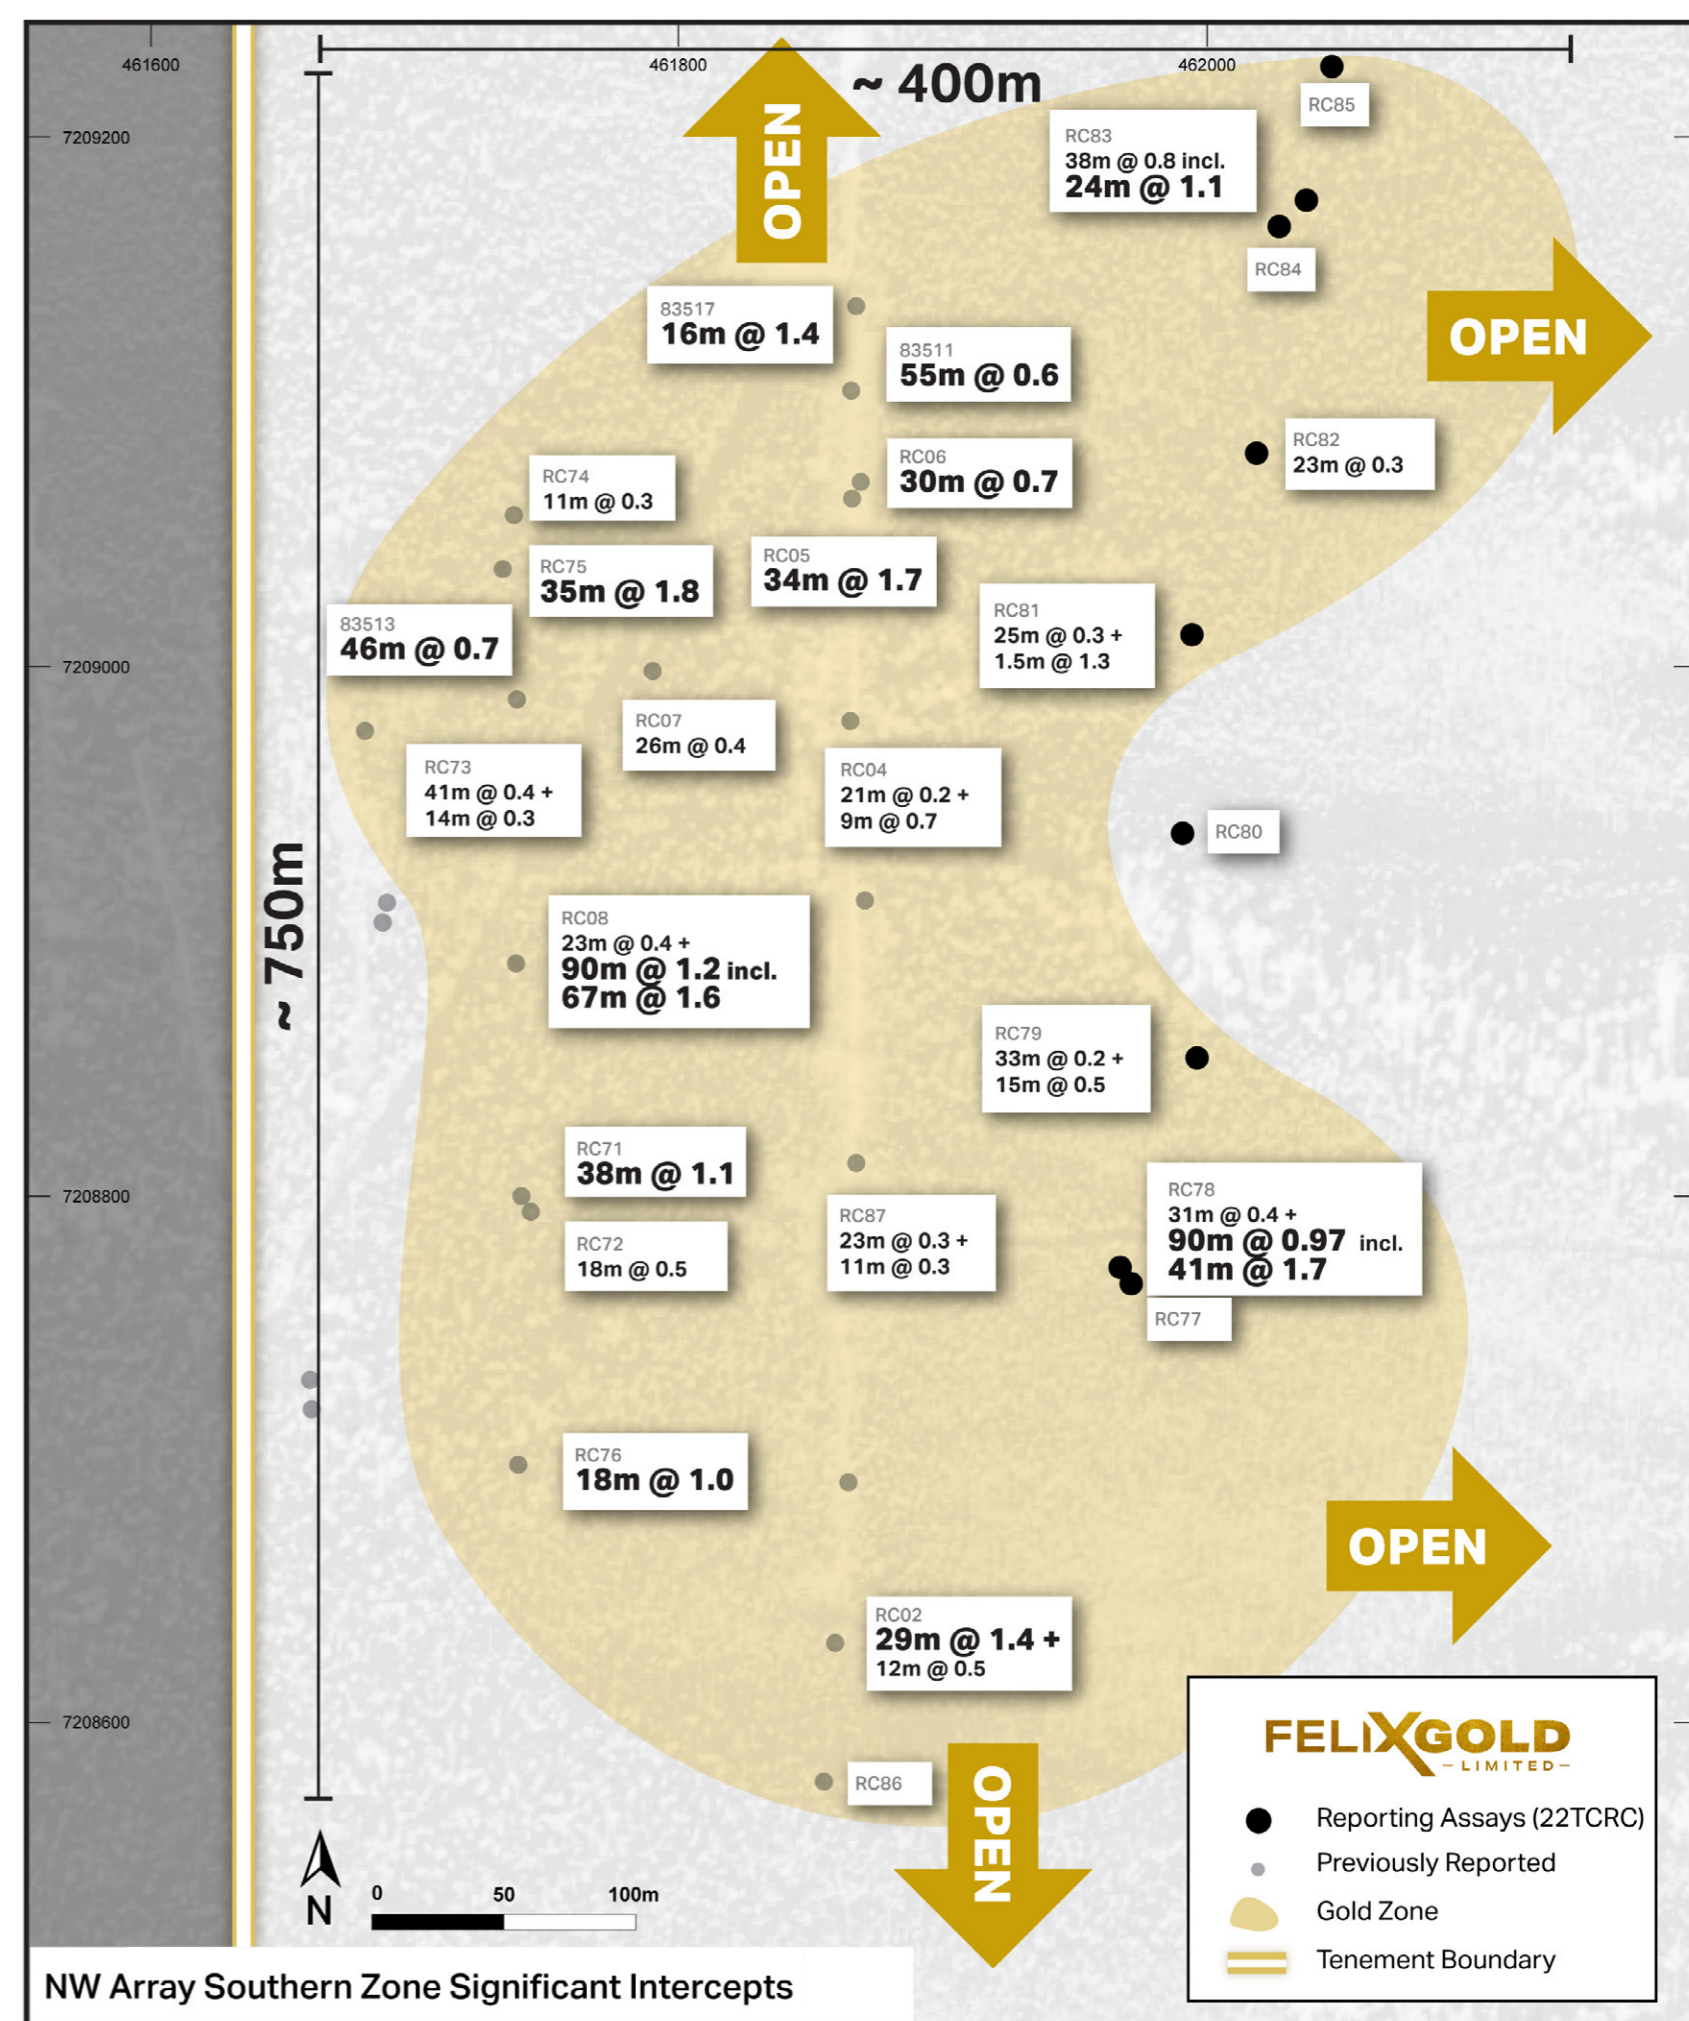 461600
461800
462000
~ 400m
7209200
7209000
7208800
7208600
~ 750m
OPEN
RC85
RC83
38m @ 0.8 incl.
24m @ 1.1
RC84
OPEN
83517
16m @ 1.4
83511
55m @ 0.6
RC82
23m @ 0.3
RC06
30m @ 0.7
RC74
11m @ 0.3
RC75
35m @ 1.8
RC05
34m @ 1.7
RC81
25m @ 0.3 +
1.5m @ 1.3
83513
46m @ 0.7
RC07
26m @ 0.4
RC73
41m @ 0.4 +
14m @ 0.3
RC04
21m @ 0.2 +
9m @ 0.7
RC80
RC08
23m @ 0.4 +
90m @ 1.2 incl.
67m @ 1.6
RC79
33m @ 0.2 +
15m @ 0.5
RC71
38m @ 1.1
RC72
18m @ 0.5
RC87
23m @ 0.3 +
11m @ 0.3
RC78
31m @ 0.4 +
90m @ 0.97 incl.
41m @ 1.7
RC77
RC76
18m @ 1.0
OPEN
RC02
29m @ 1.4 +
12m @ 0.5
RC86
OPEN
N
0 50 100m
FELIXGOLD
LIMITED
Reporting Assays (22TCRC)
Previously Reported
Gold Zone
Tenement Boundary
NW Array Southern Zone Significant Intercepts